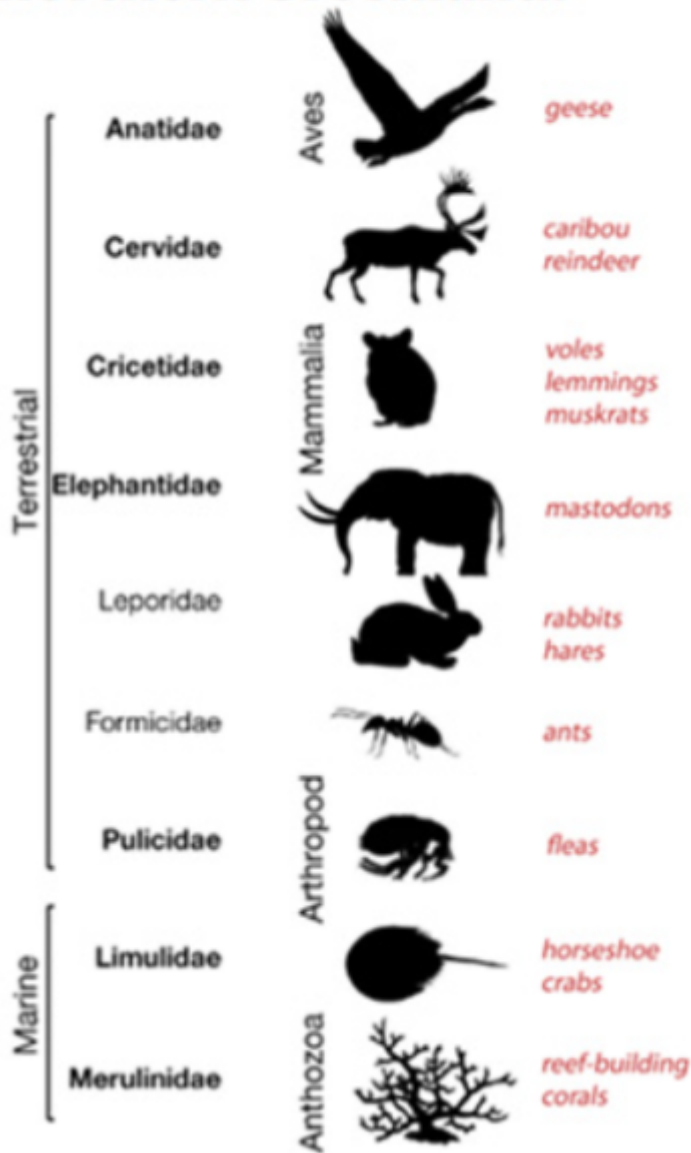 Terrestrial
Anatidae
Aves
geese
Cervidae
caribou
reindeer
Mammalia
Cricetidae
voles
lemmings
muskrats
Elephantidae
mastodons
Leporidae
rabbits
hares
Formicidae
ants
Arthropod
Pulicidae
fleas
Marine
Limulidae
horseshoe
crabs
Anthozoa
Merulinidae
reef-building
corals